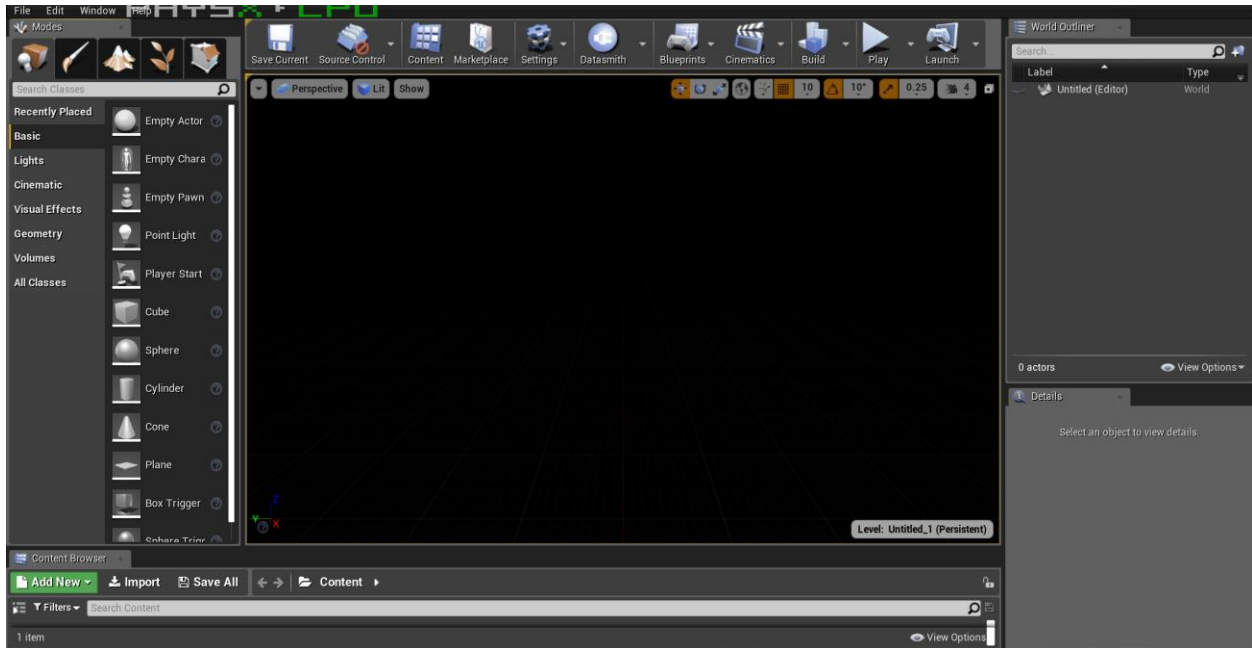 File Edit Window Help
PHYSX + CPU
Modes
Search Classes
Recently Placed
Basic
Lights
Cinematic
Visual Effects
Geometry
Volumes
All Classes
Empty Actor
Empty Chara
Empty Pawn
Point Light
Player Start
Cube
Sphere
Cylinder
Cone
Plane
Box Trigger
Sphere Trigg
Save Current Source Control Content Marketplace Settings Datasmith Blueprints Cinematics Build Play Launch
Perspective Lit Show 10 10° 0.25 4
Z
Y X
Level: Untitled_1 (Persistent)
World Outliner
Search...
Label Type
Untitled (Editor) World
0 actors View Options
Details
Select an object to view details
Content Browser
Add New Import Save All Content
Filters Search Content
1 item View Options